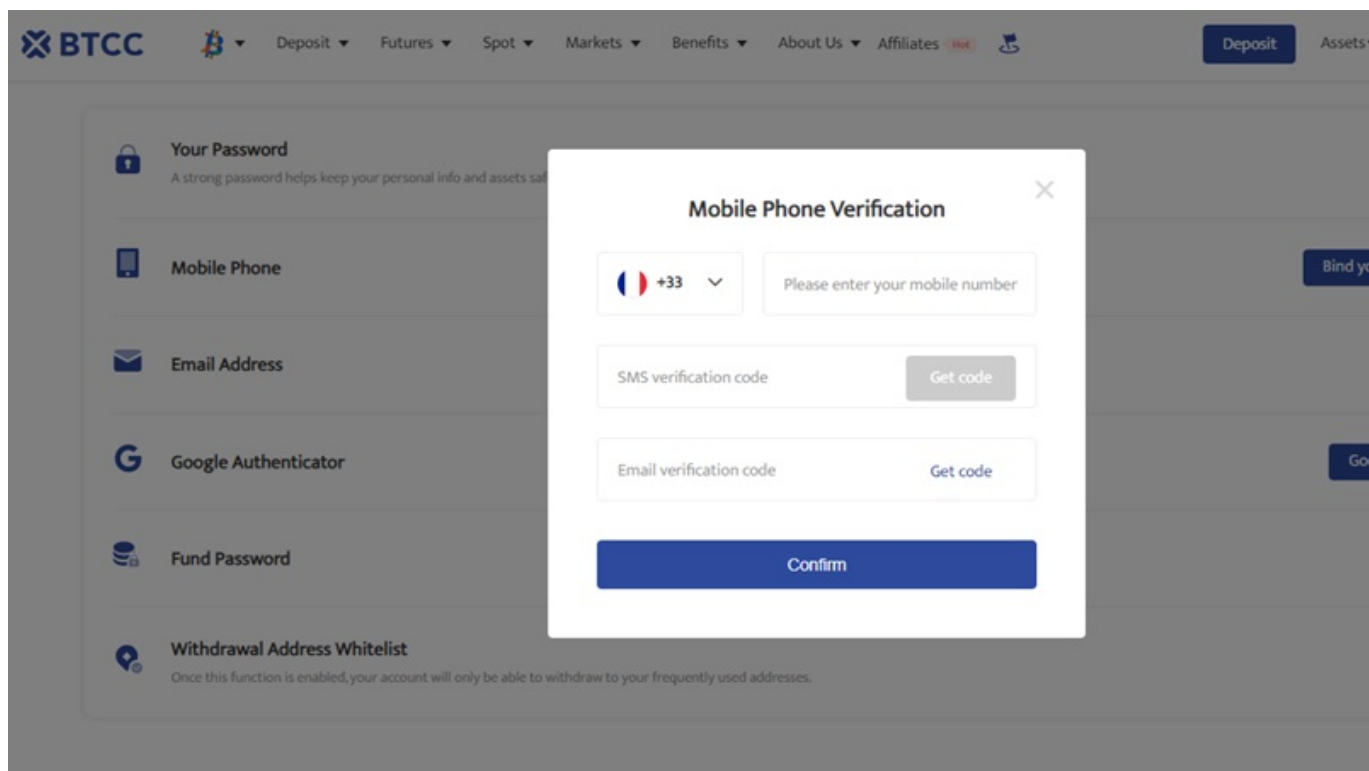 BTCC
Deposit
Futures
Spot
Markets
Benefits
About Us
Affiliates
Hot
Deposit
Assets
Your Password
A strong password helps keep your personal info and assets saf
Mobile Phone
Bind yo
Email Address
Google Authenticator
Goo
Fund Password
Withdrawal Address Whitelist
Once this function is enabled,your account will only be able to withdraw to your frequently used addresses.
Mobile Phone Verification
+33
Please enter your mobile number
SMS verification code
Get code
Email verification code
Get code
Confirm